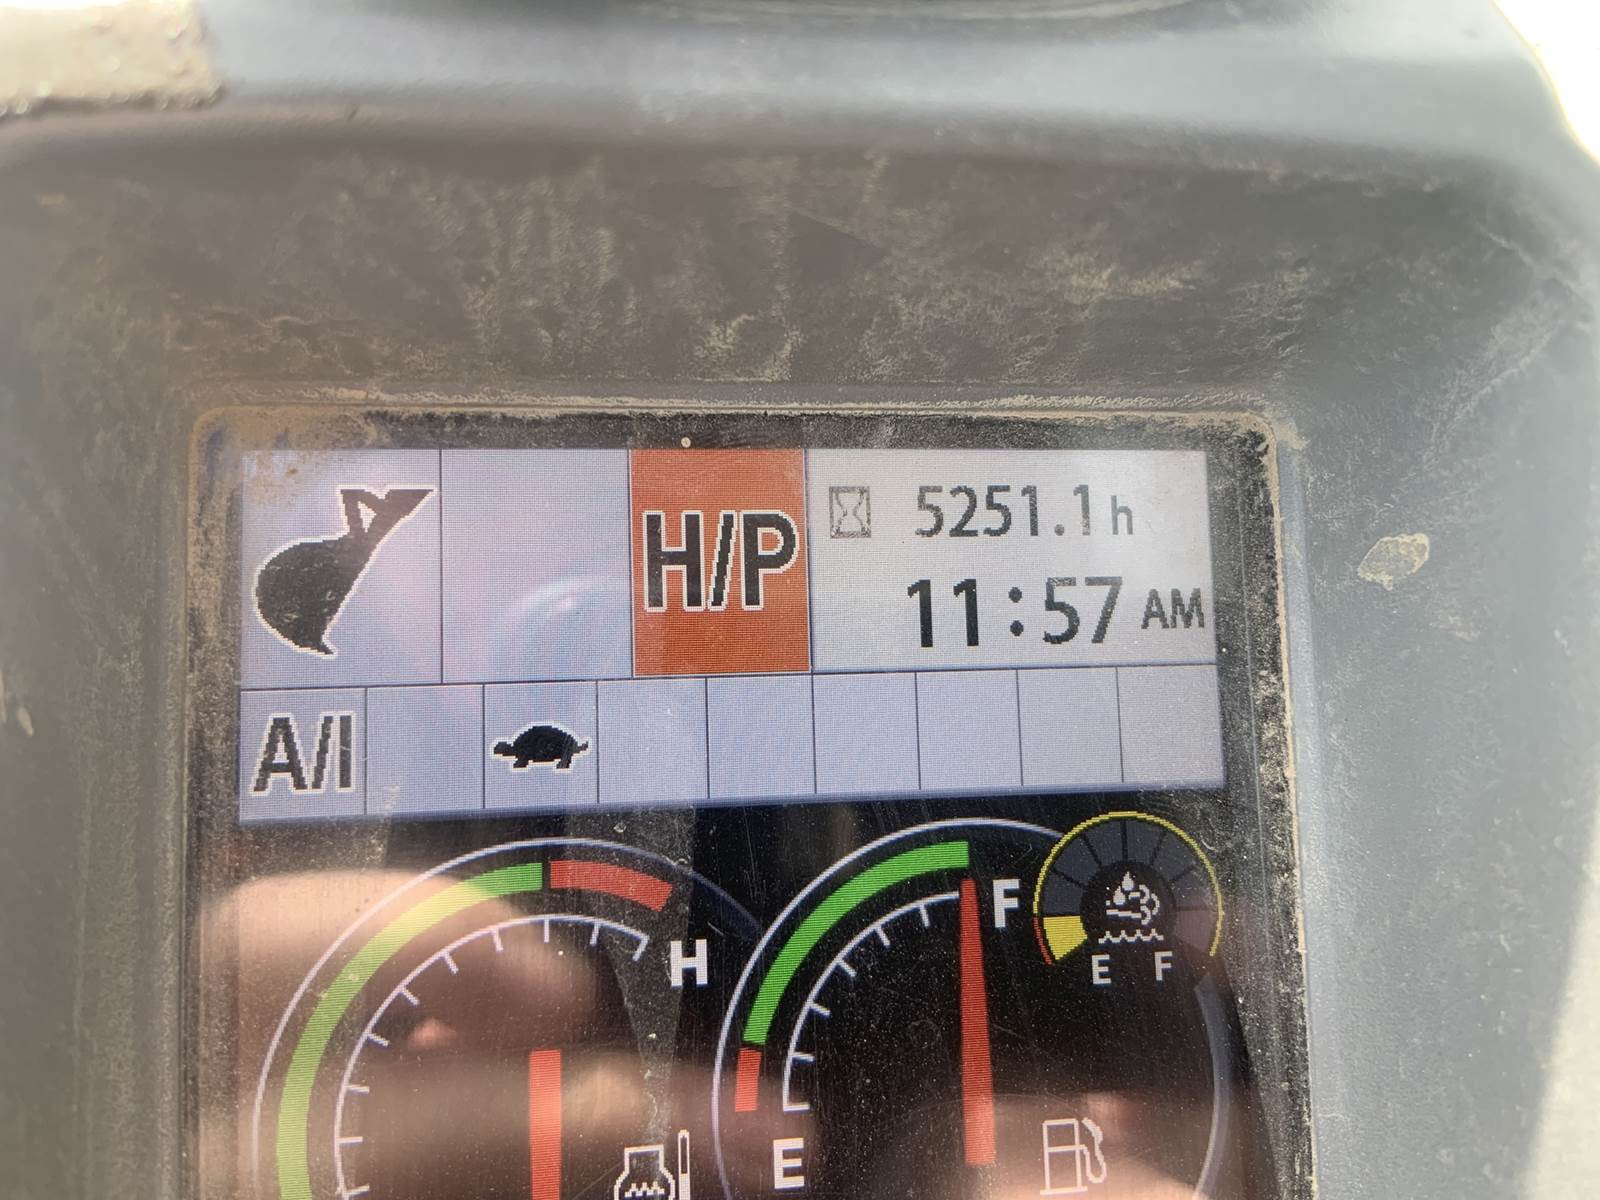 H/P
5251.1 h
11:57 AM
A/I
H
F
E F
E